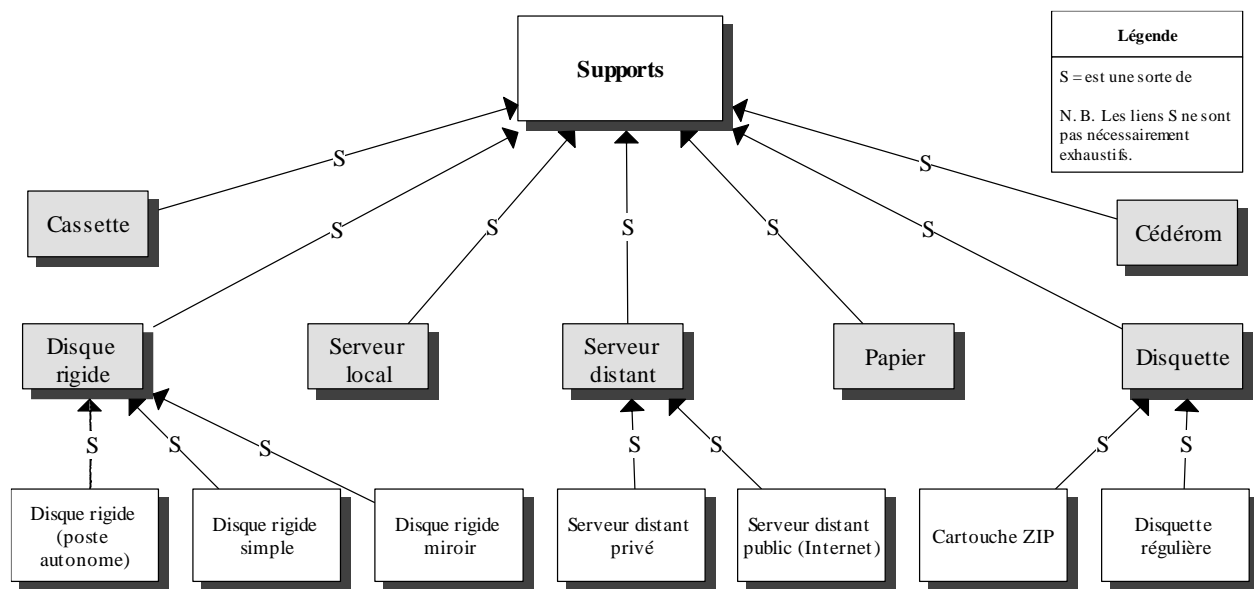 Supports
Légende
S = est une sorte de
N. B. Les liens S ne sont
pas nécessairement
exhaustifs.
S
S
S
S
S
S
S
Cassette
Cédérom
Disque
rigide
Serveur
local
Serveur
distant
Papier
Disquette
S
S
S
S
S
S
S
Disque rigide
(poste
autonome)
Disque rigide
simple
Disque rigide
miroir
Serveur distant
privé
Serveur distant
public (Internet)
Cartouche ZIP
Disquette
régulière